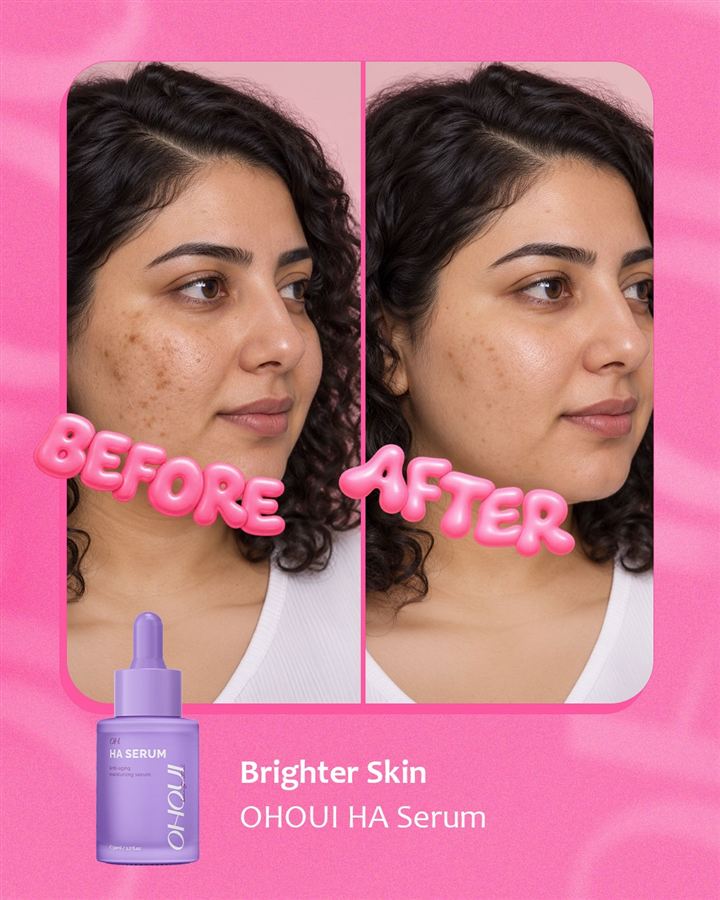 BEFORE
AFTER
OH
HA SERUM
anti-aging
moisturizing serum
OHOUI
Brighter Skin
OHOUI HA Serum